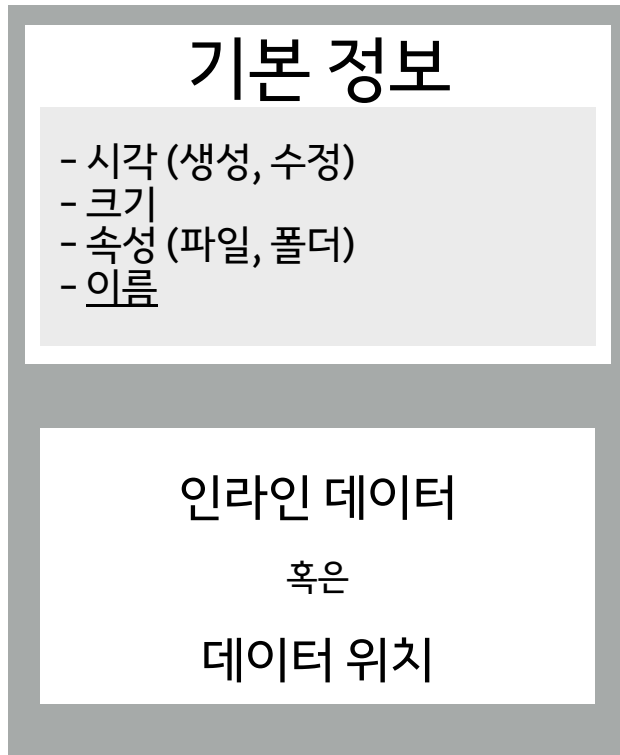 기본 정보
- 시각 (생성, 수정)
- 크기
- 속성 (파일, 폴더)
- 이름
인라인 데이터
혹은
데이터 위치